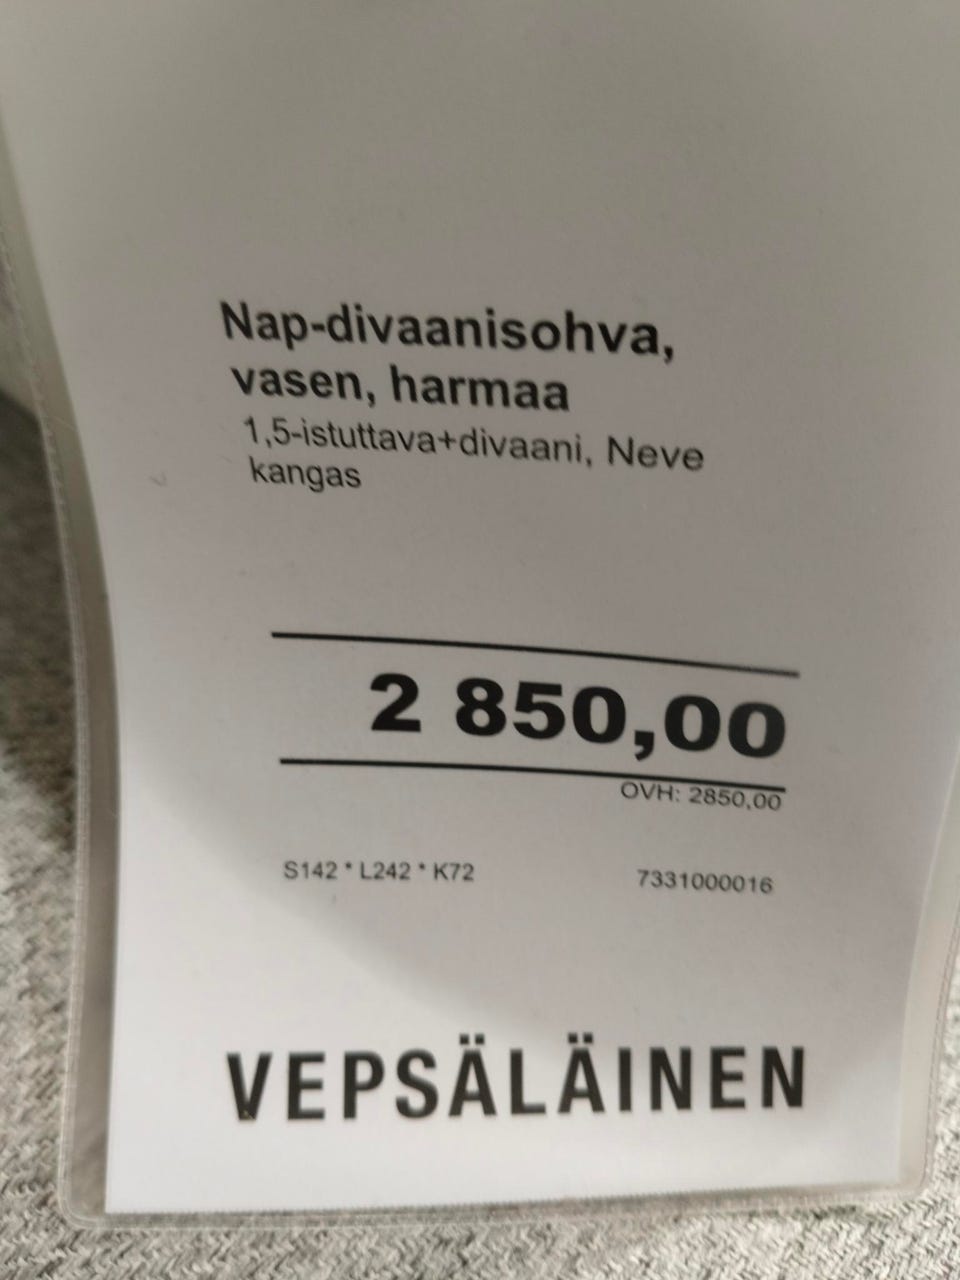 Nap-divaanisohva,
vasen, harmaa
1,5-istuttava+divaani, Neve
kangas
2 850,00
OVH: 2850,00
S142 * L242 * K72 7331000016
VEPSÄLÄINEN